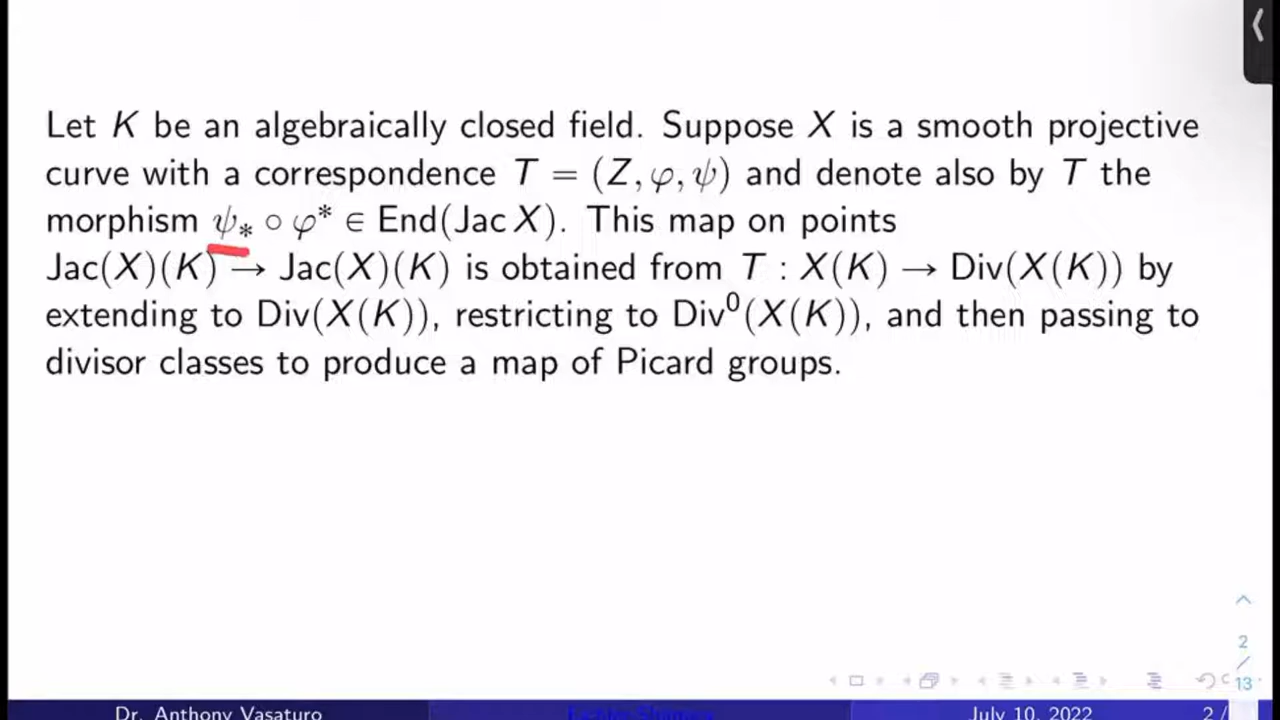 Let K be an algebraically closed field. Suppose X is a smooth projective
curve with a correspondence T = (Z, φ, ψ) and denote also by T the
morphism ψ* ∘ φ* ∈ End(Jac X). This map on points
Jac(X)(K) → Jac(X)(K) is obtained from T : X(K) → Div(X(K)) by
extending to Div(X(K)), restricting to Div⁰(X(K)), and then passing to
divisor classes to produce a map of Picard groups.
2
/
13
Dr. Anthony Vasaturo
July 10, 2022
2 /